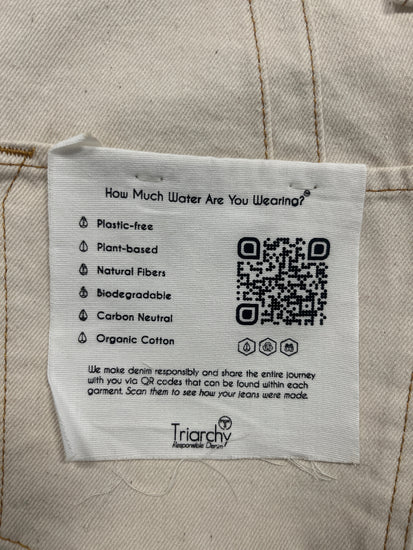 How Much Water Are You Wearing?®
Plastic-free
Plant-based
Natural Fibers
Biodegradable
Carbon Neutral
Organic Cotton
We make denim responsibly and share the entire journey
with you via QR codes that can be found within each
garment. Scan them to see how your jeans were made.
Triarchy
Responsible Denim